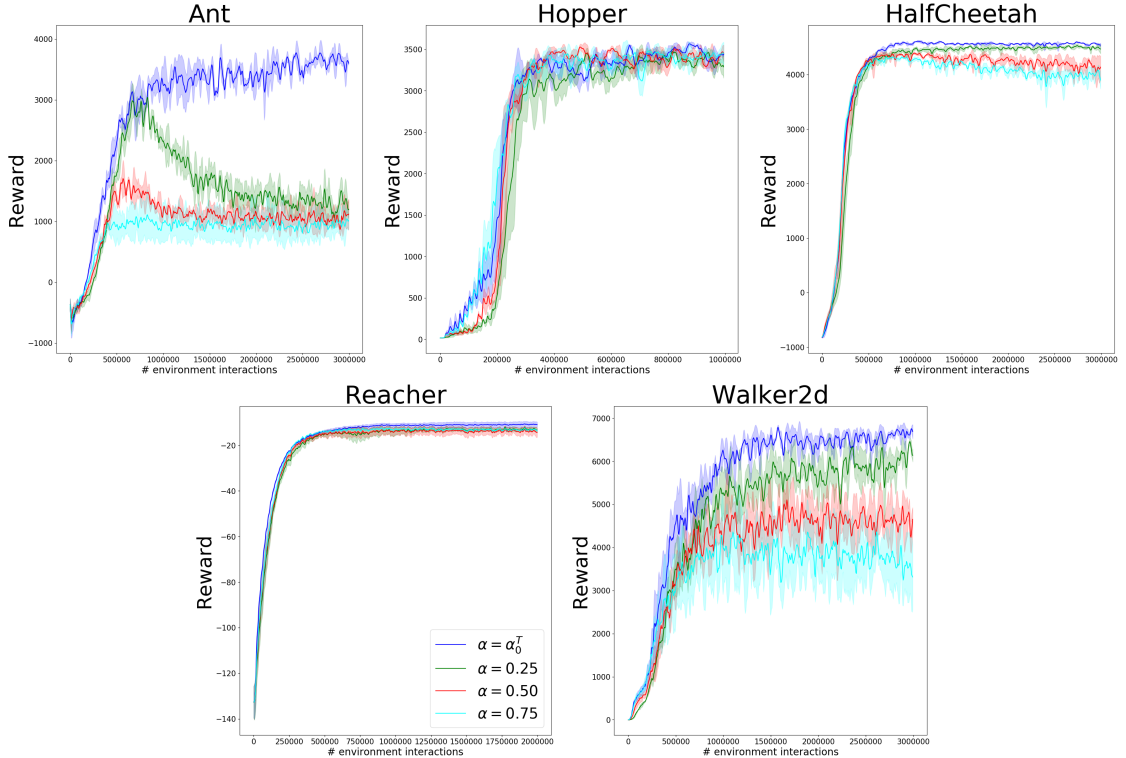 Ant
Hopper
HalfCheetah
4000
3000
2000
1000
0
−1000
Reward
0 500000 1000000 1500000 2000000 2500000 3000000
# environment interactions
3500
3000
2500
2000
1500
1000
500
0
Reward
0 200000 400000 600000 800000 1000000
# environment interactions
4000
3000
2000
4000
0
−1000
Reward
0 500000 1000000 1500000 2000000 2500000 3000000
# environment interactions
Reacher
Walker2d
−20
−40
−60
−80
−100
−120
−140
Reward
0 250000 500000 750000 1000000 1250000 1500000 1750000 2000000
# environment interactions
α = α₀ᵀ
α = 0.25
α = 0.50
α = 0.75
7000
6000
5000
4000
3000
2000
1000
0
Reward
0 500000 1000000 1500000 2000000 2500000 3000000
# environment interactions